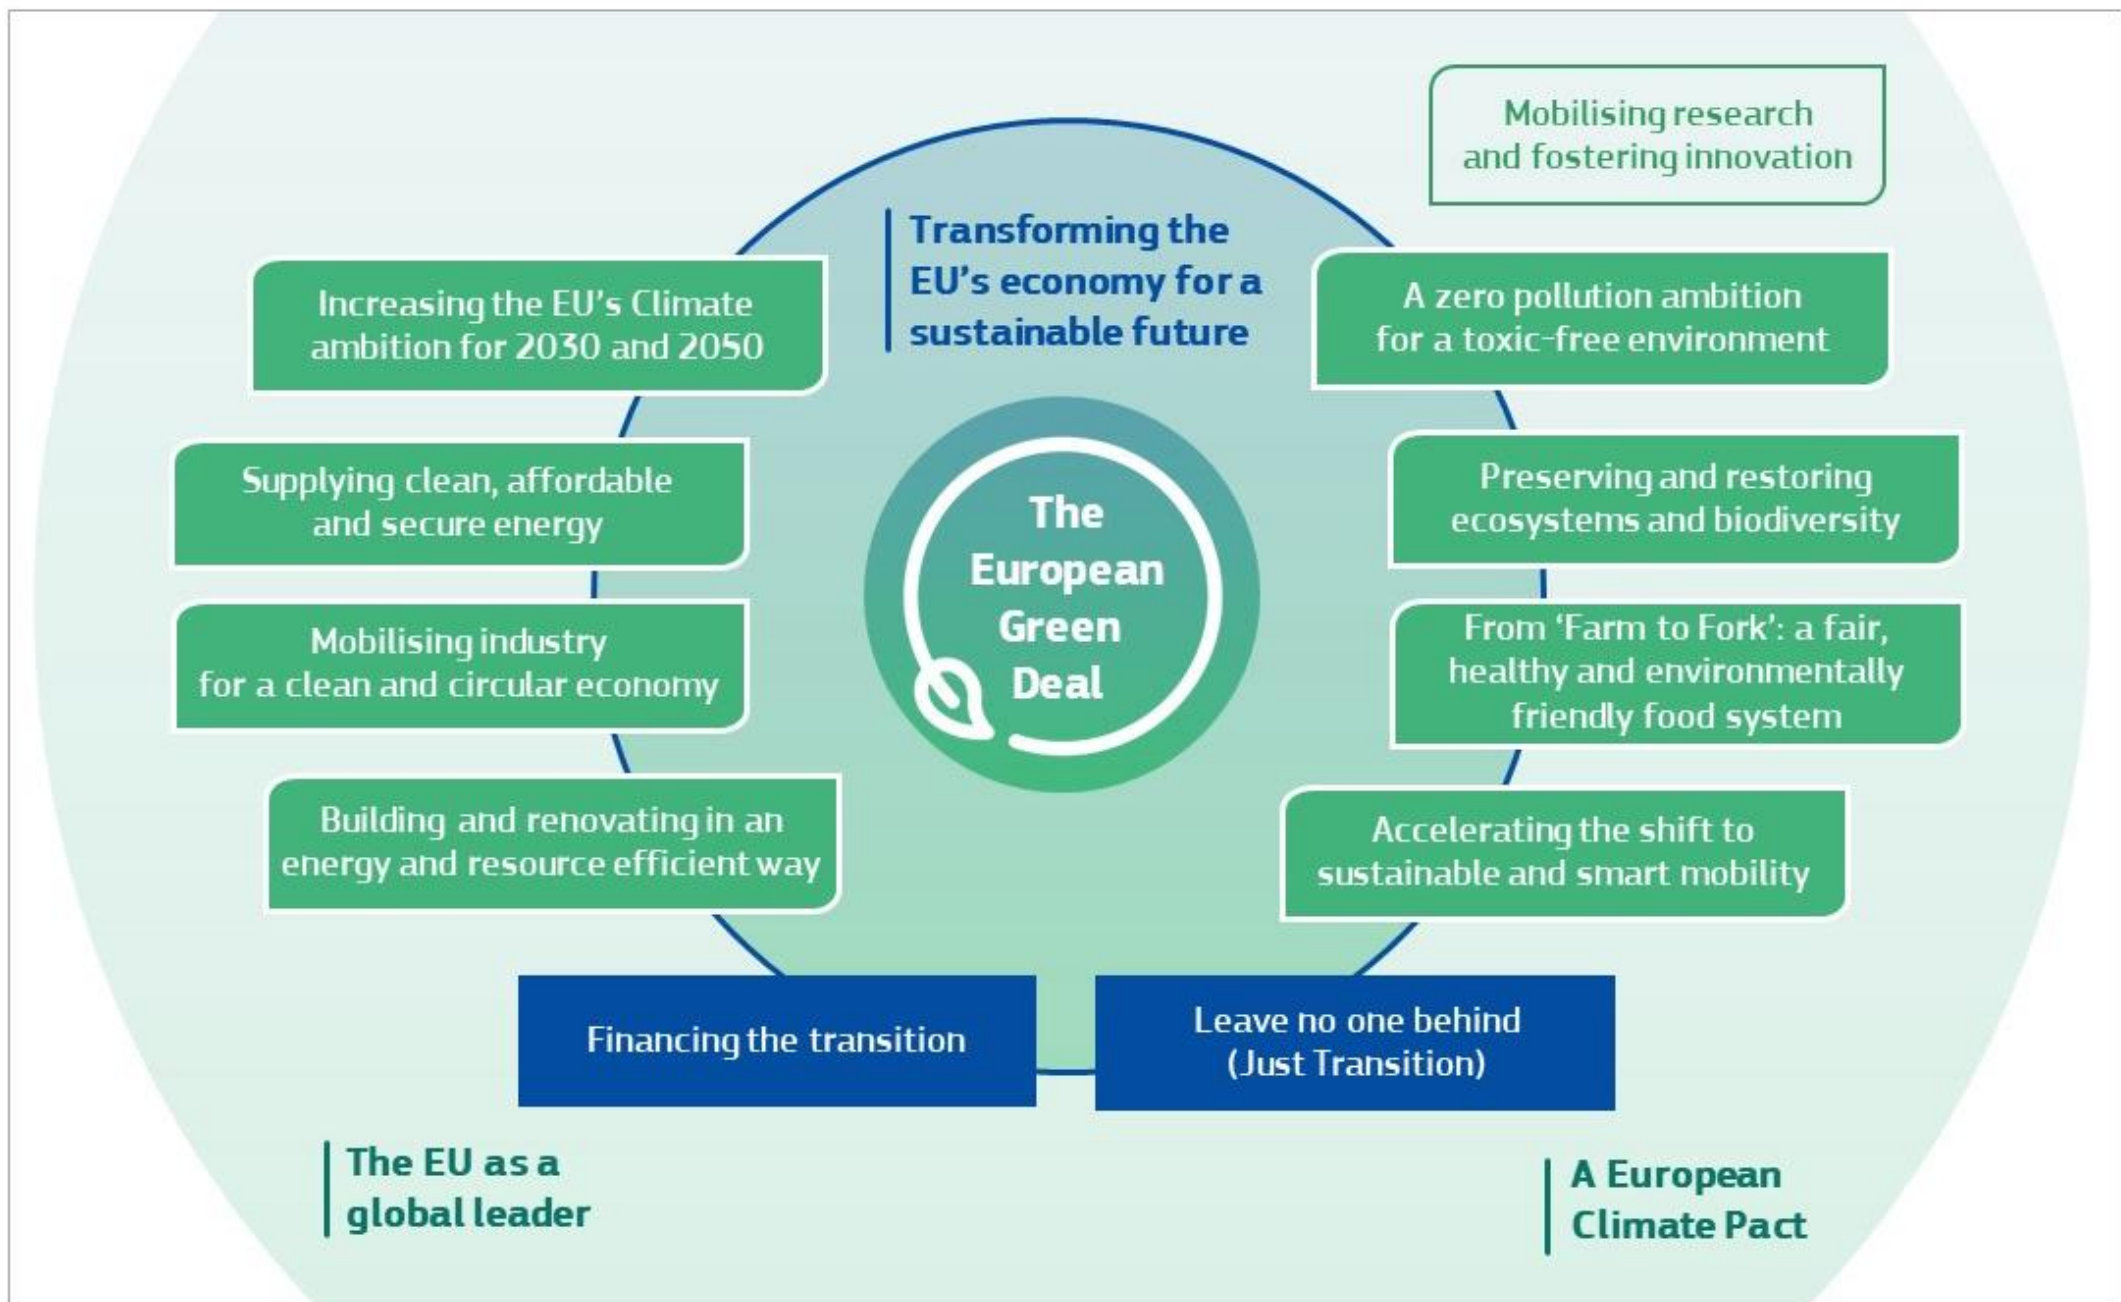 Mobilising research
and fostering innovation
Transforming the
EU's economy for a
sustainable future
Increasing the EU's Climate
ambition for 2030 and 2050
A zero pollution ambition
for a toxic-free environment
Supplying clean, affordable
and secure energy
Preserving and restoring
ecosystems and biodiversity
The
European
Green
Deal
Mobilising industry
for a clean and circular economy
From ‘Farm to Fork’: a fair,
healthy and environmentally
friendly food system
Building and renovating in an
energy and resource efficient way
Accelerating the shift to
sustainable and smart mobility
Financing the transition
Leave no one behind
(Just Transition)
The EU as a
global leader
A European
Climate Pact